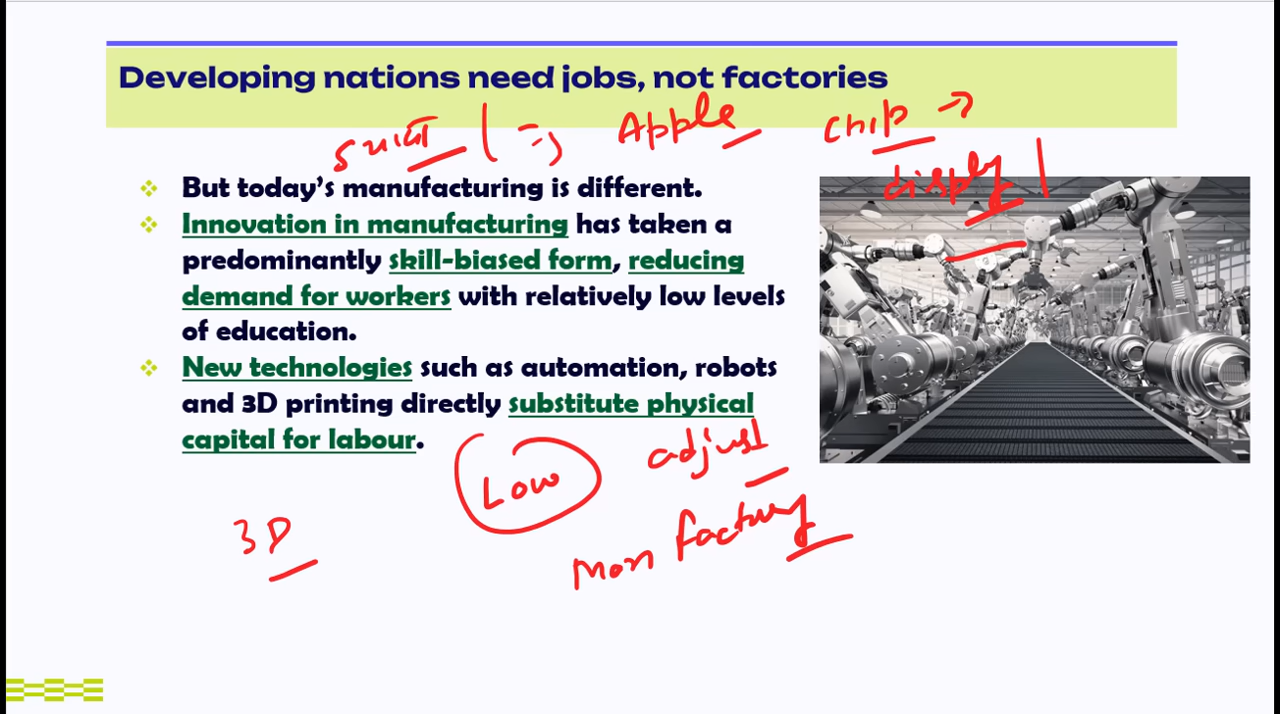 Developing nations need jobs, not factories
Apple
chip
display
But today's manufacturing is different.
Innovation in manufacturing has taken a
predominantly skill-biased form, reducing
demand for workers with relatively low levels
of education.
New technologies such as automation, robots
and 3D printing directly substitute physical
capital for labour.
Low
adjust
3D
factory